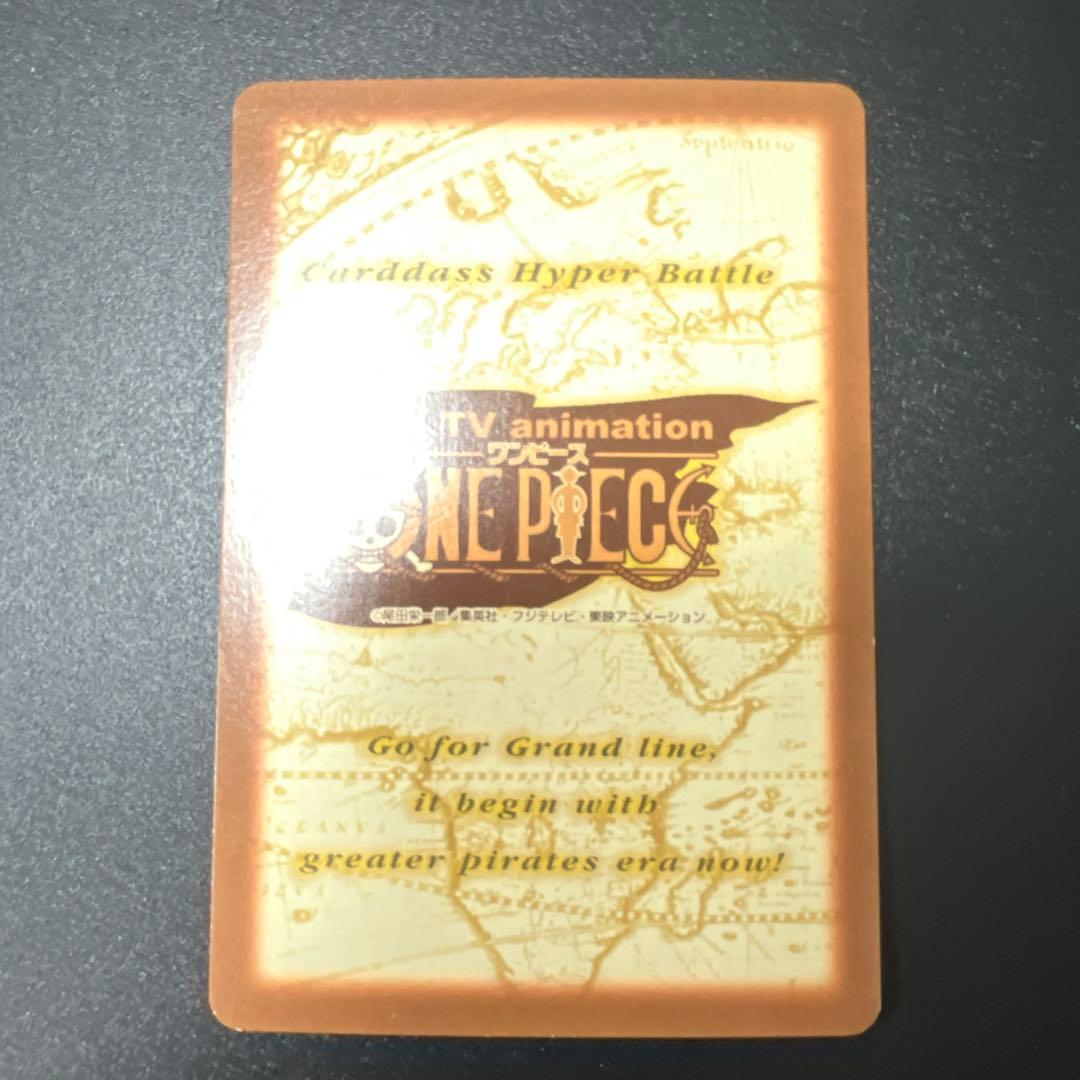 Septentrio
Carddass Hyper Battle
TV animation
ワンピース
ONE PIECE
©尾田栄一郎・集英社・フジテレビ・東映アニメーション
Go for Grand line,
it begin with
greater pirates era now!